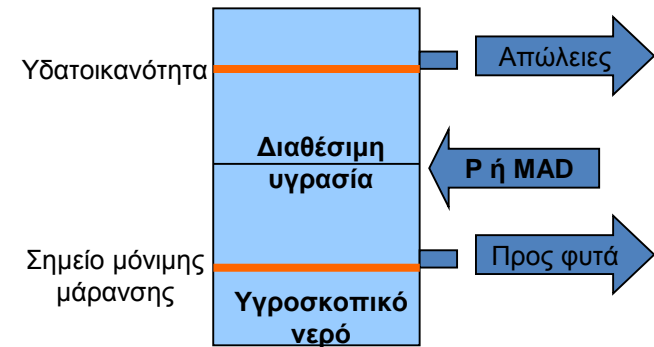 Απώλειες
Υδατοικανότητα
Διαθέσιμη
υγρασία
P ή MAD
Προς φυτά
Σημείο μόνιμης
μάρανσης
Υγροσκοπικό
νερό